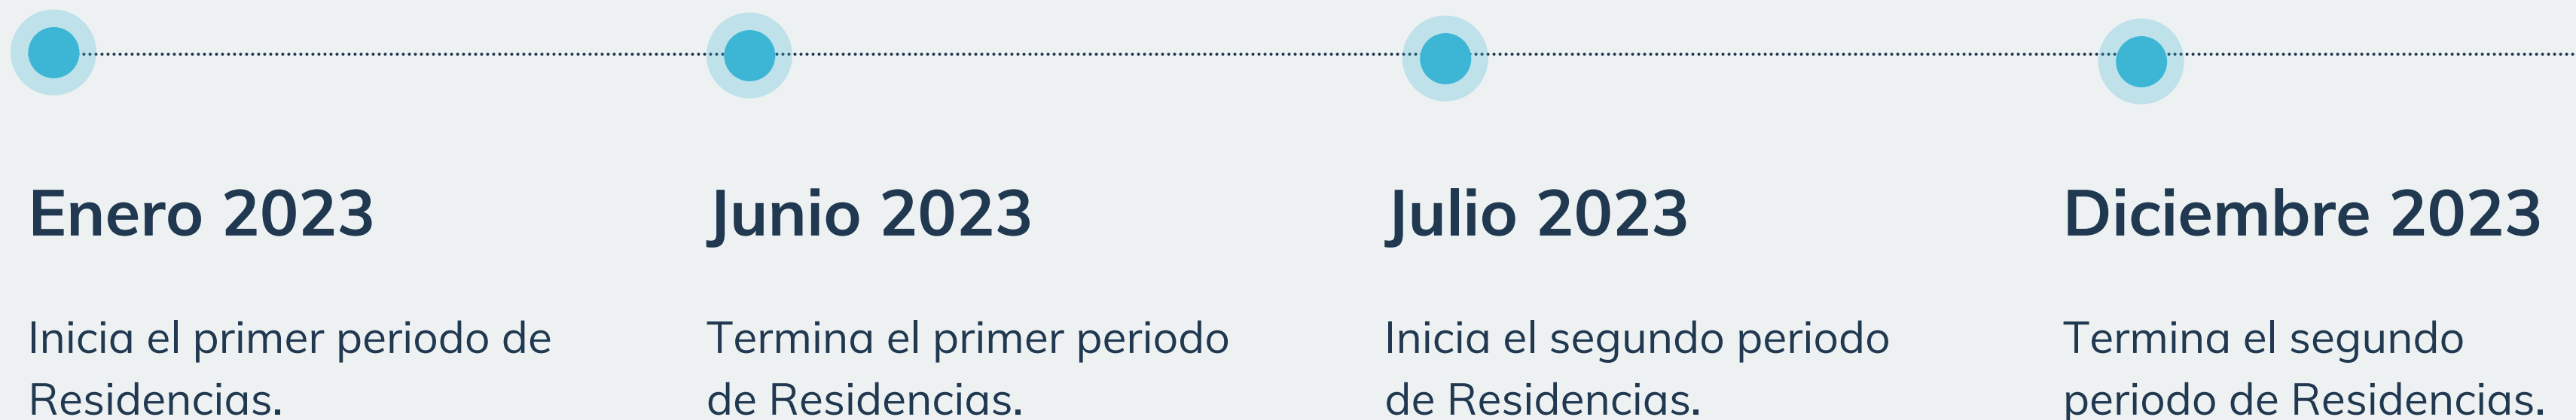 Enero 2023
Inicia el primer periodo de
Residencias.
Junio 2023
Termina el primer periodo
de Residencias.
Julio 2023
Inicia el segundo periodo
de Residencias.
Diciembre 2023
Termina el segundo
periodo de Residencias.